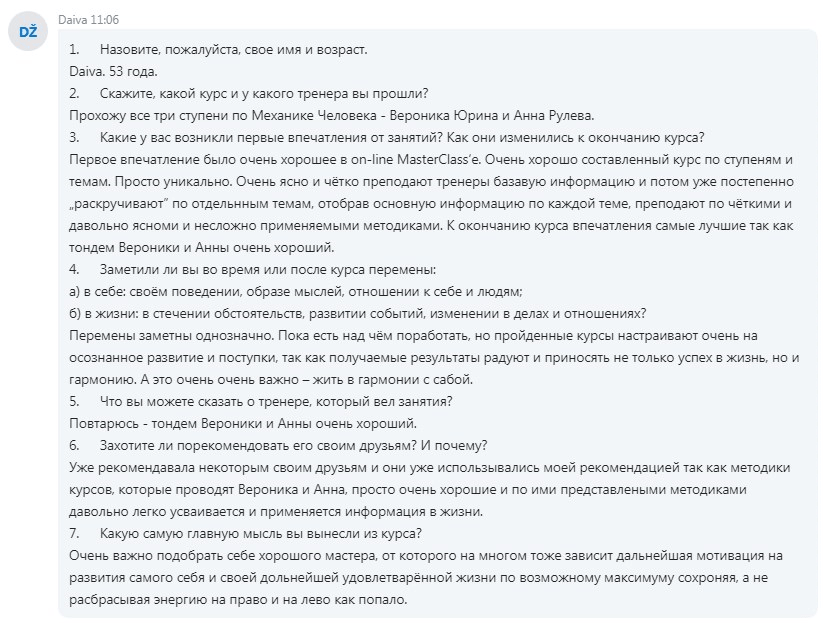 DŽ
Daiva 11:06
1. Назовите, пожалуйста, свое имя и возраст.
Daiva. 53 года.
2. Скажите, какой курс и у какого тренера вы прошли?
Прохожу все три ступени по Механике Человека - Вероника Юрина и Анна Рулева.
3. Какие у вас возникли первые впечатления от занятий? Как они изменились к окончанию курса?
Первое впечатление было очень хорошее в on-line MasterClass'e. Очень хорошо составленный курс по ступеням и
темам. Просто уникально. Очень ясно и чётко преподают тренеры базавую информацию и потом уже постепенно
„раскручивают” по отдельнным темам, отобрав основную информацию по каждой теме, преподают по чёткими и
давольно ясноми и несложно применяемыми методиками. К окончанию курса впечатления самые лучшие так как
тондем Вероники и Анны очень хороший.
4. Заметили ли вы во время или после курса перемены:
а) в себе: своём поведении, образе мыслей, отношении к себе и людям;
б) в жизни: в стечении обстоятельств, развитии событий, изменении в делах и отношениях?
Перемены заметны однозначно. Пока есть над чём поработать, но пройденные курсы настраивают очень на
осознанное развитие и поступки, так как получаемые результаты радуют и приносять не только успех в жизнь, но и
гармонию. А это очень очень важно – жить в гармонии с сабой.
5. Что вы можете сказать о тренере, который вел занятия?
Повтарюсь - тондем Вероники и Анны очень хороший.
6. Захотите ли порекомендовать его своим друзьям? И почему?
Уже рекомендавала некоторым своим друзьям и они уже использывались моей рекомендацией так как методики
курсов, которые проводят Вероника и Анна, просто очень хорошие и по ими представлеными методиками
давольно легко усваивается и применяется информация в жизни.
7. Какую самую главную мысль вы вынесли из курса?
Очень важно подобрать себе хорошого мастера, от которого на многом тоже зависит дальнейшая мотивация на
развития самого себя и своей дольнейшей удовлетварённой жизни по возможному максимуму сохроняя, а не
расбрасывая энергию на право и на лево как попало.